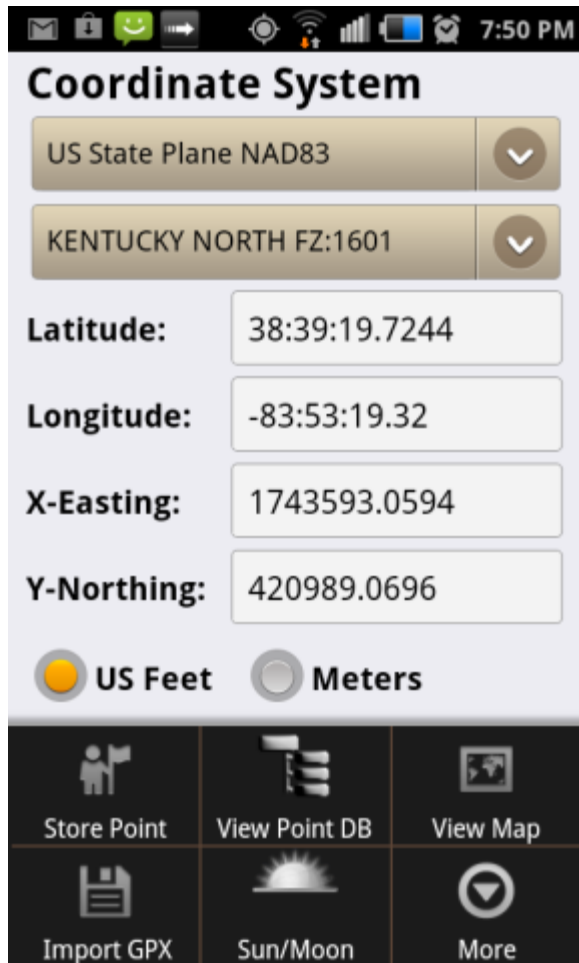 7:50 PM
Coordinate System
US State Plane NAD83
KENTUCKY NORTH FZ:1601
Latitude: 38:39:19.7244
Longitude: -83:53:19.32
X-Easting: 1743593.0594
Y-Northing: 420989.0696
US Feet Meters
Store Point View Point DB View Map
Import GPX Sun/Moon More